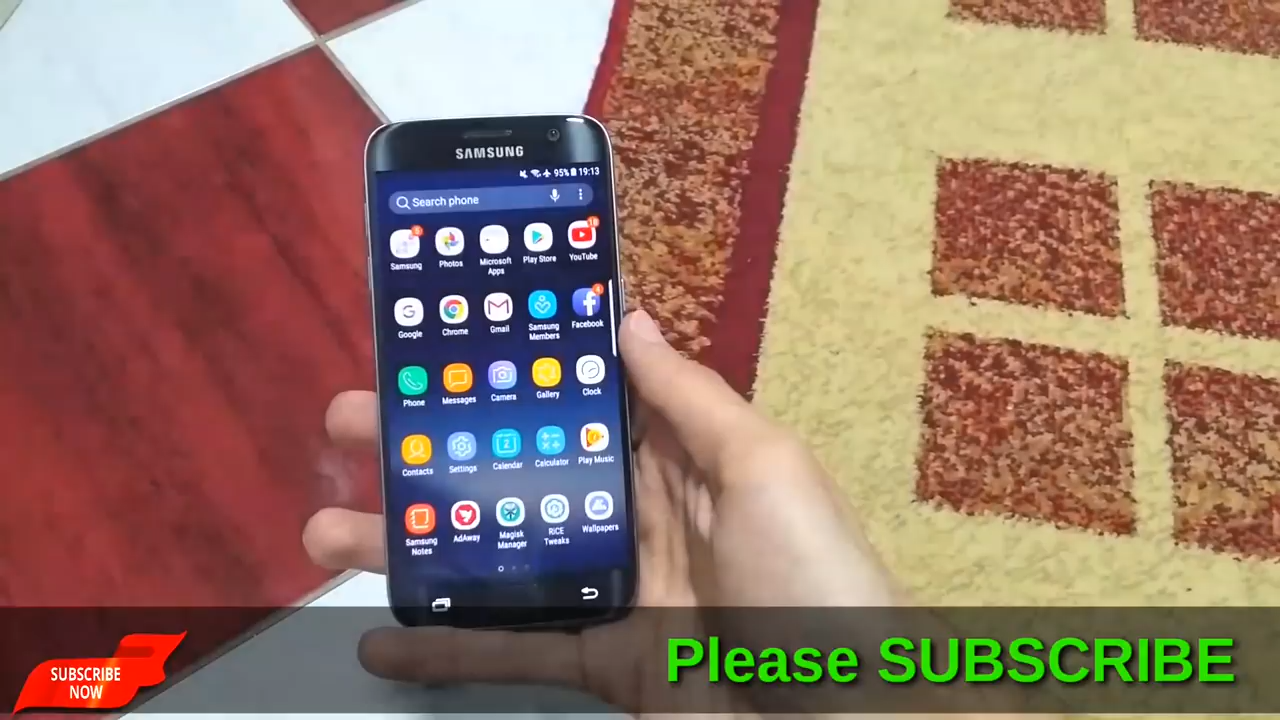 SAMSUNG
95% 19:13
Search phone
Samsung
Photos
Microsoft Apps
Play Store
YouTube
Google
Chrome
Gmail
Samsung Members
Facebook
Phone
Messages
Camera
Gallery
Clock
Contacts
Settings
Calendar
Calculator
Play Music
Samsung Notes
AdAway
Magisk Manager
RICE Tweaks
Wallpapers
SUBSCRIBE
NOW
Please SUBSCRIBE